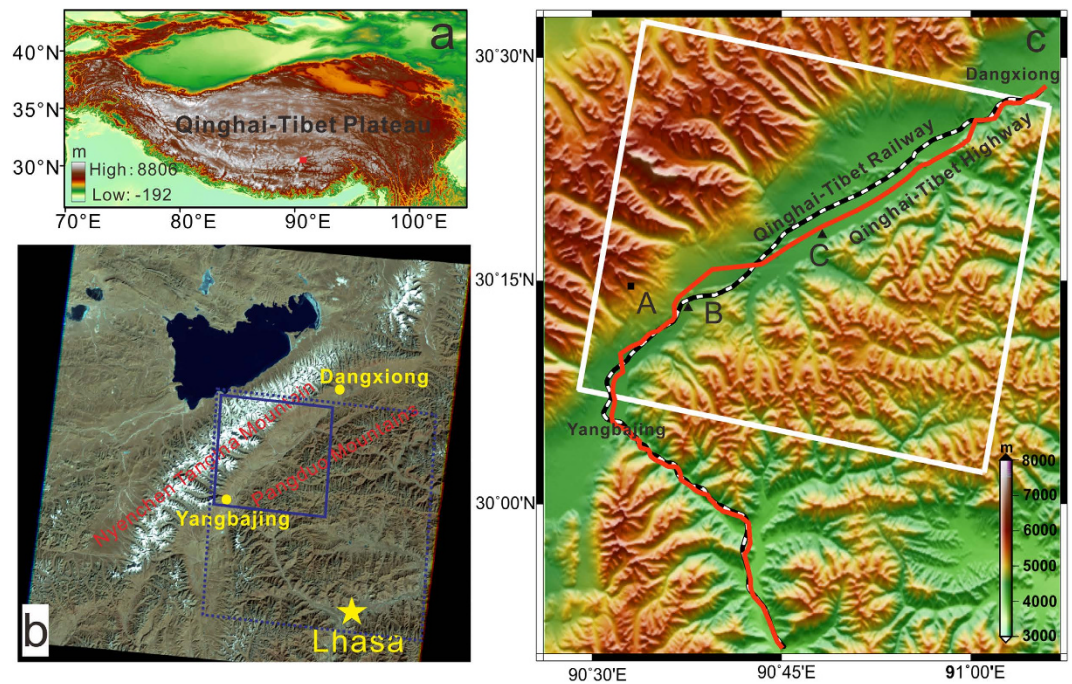 a
40°N
35°N
30°N
Qinghai-Tibet Plateau
m
High: 8806
Low: -192
70°E
80°E
90°E
100°E
b
Dangxiong
Nyenchen Tanglha Mountain
Pangduo Mountains
Yangbajing
Lhasa
c
30°30'N
30°15'N
30°00'N
Dangxiong
Qinghai-Tibet Railway
Qinghai-Tibet Highway
C
A
B
Yangbajing
m
8000
7000
6000
5000
4000
3000
90°30'E
90°45'E
91°00'E